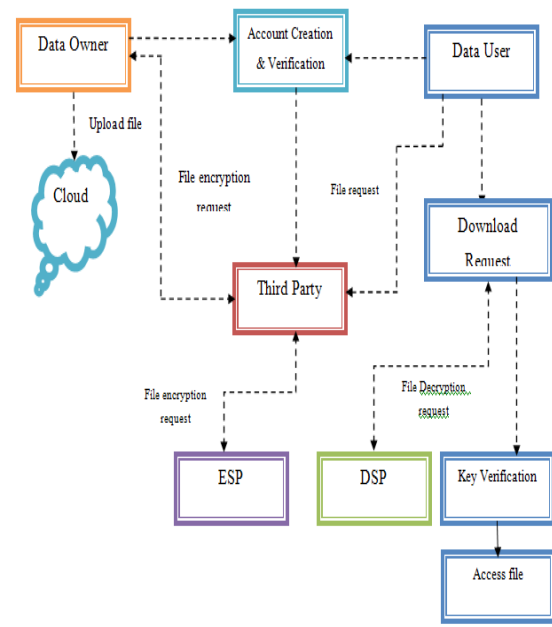 Data Owner
Account Creation
& Verification
Data User
Upload file
Cloud
File encryption
request
File request
Download
Request
Third Party
File encryption
request
File Decryption
request
ESP
DSP
Key Verification
Access file